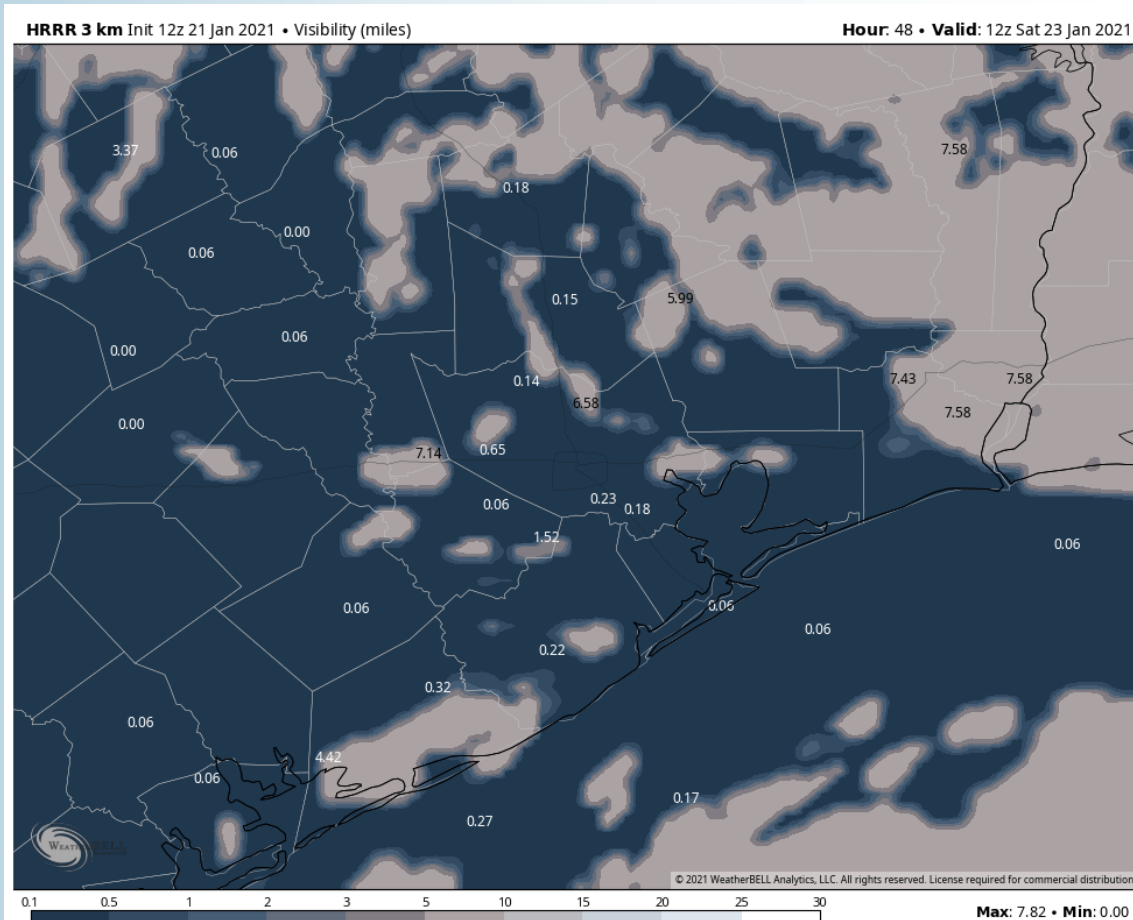 HRRR 3 km Init 12z 21 Jan 2021 • Visibility (miles) Hour: 48 • Valid: 12z Sat 23 Jan 2021
3.37 0.06 7.58
0.18
0.06 0.00
0.15 5.99
0.06
0.00
0.14 7.43 7.58
6.58 7.58
0.00
7.14 0.65
0.06 0.23 0.18
1.52 0.06
0.06 0.06 0.06
0.22
0.32
0.06
4.42
0.06 0.17
0.27
WeatherBELL
© 2021 WeatherBELL Analytics, LLC. All rights reserved. License required for commercial distribution
0.1 0.5 1 2 3 5 10 15 20 25 30
Max: 7.82 • Min: 0.00